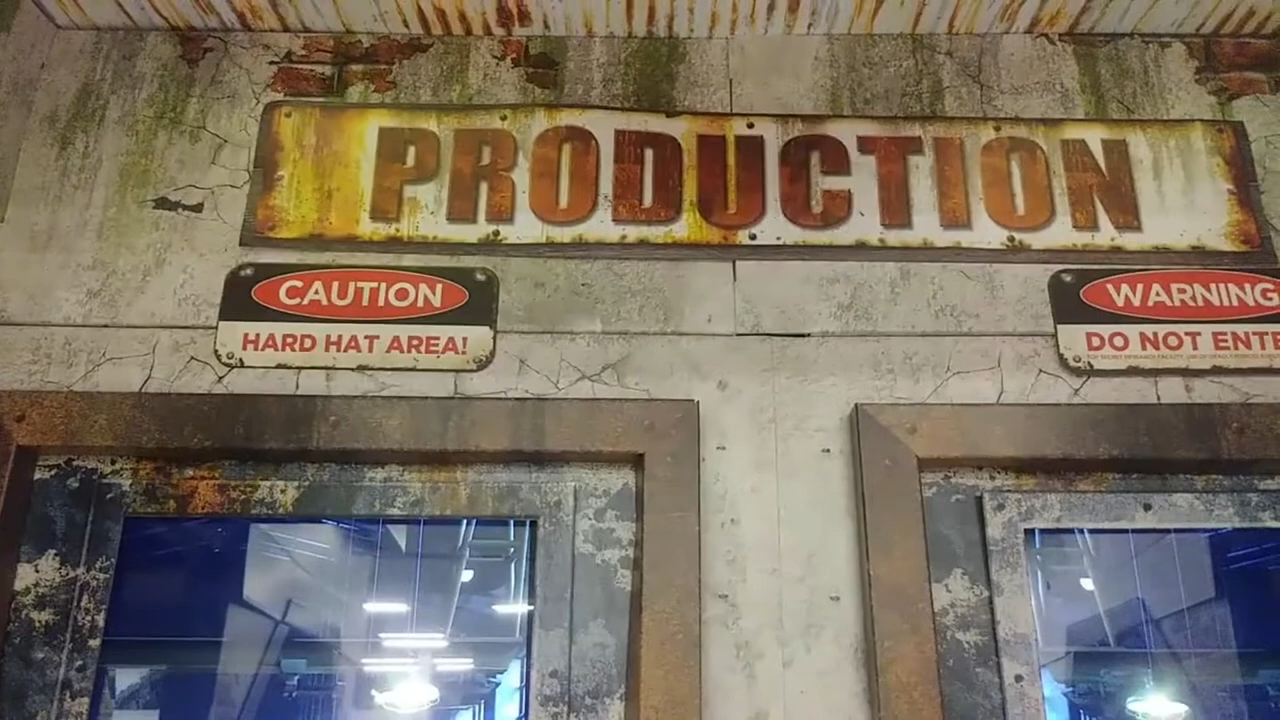 PRODUCTION
CAUTION
HARD HAT AREA!
WARNING
DO NOT ENTE